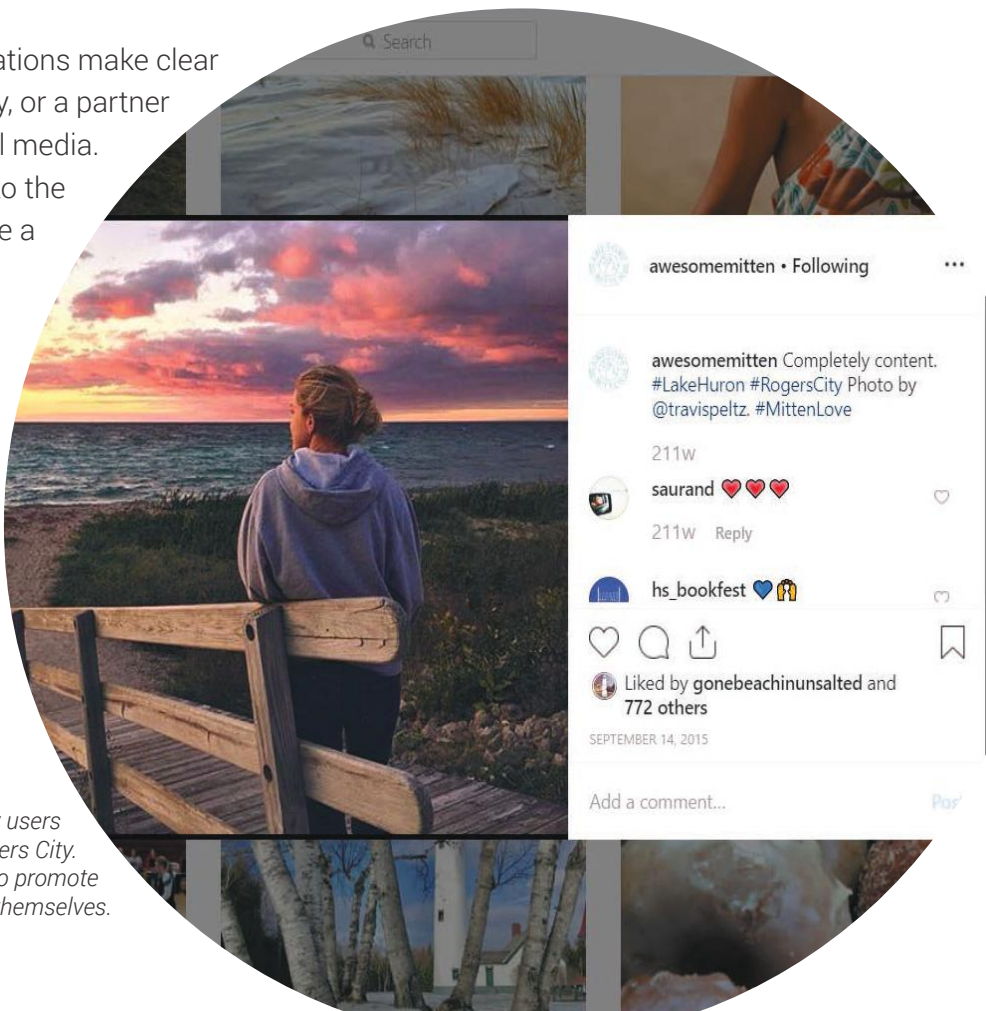 ations make clear
y, or a partner
l media.
o the
e a
Search
awesomemitten • Following
awesomemitten Completely content.
#LakeHuron #RogersCity Photo by
@travispeltz. #MittenLove
211w
saurand ❤❤❤
211w Reply
hs_bookfest 💙🙌
Liked by gonebeachinunsalted and
772 others
SEPTEMBER 14, 2015
Add a comment...
users
ers City.
o promote
themselves.